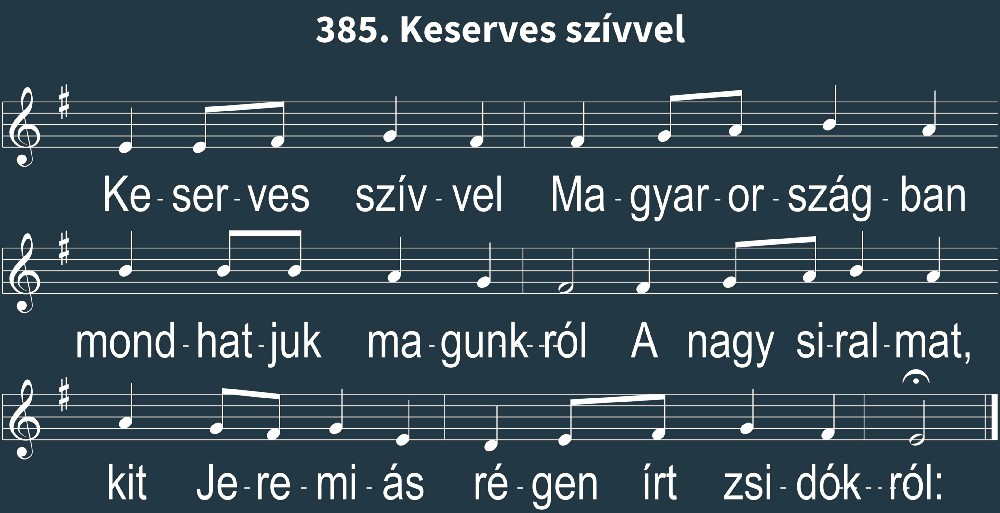 385. Keserves szívvel
Ke - ser - ves szív - vel Ma - gyar - or - szág - ban
mond - hat - juk ma - gunk - ról A nagy si - ral - mat,
kit Je - re - mi - ás ré - gen írt zsi - dók - ról: